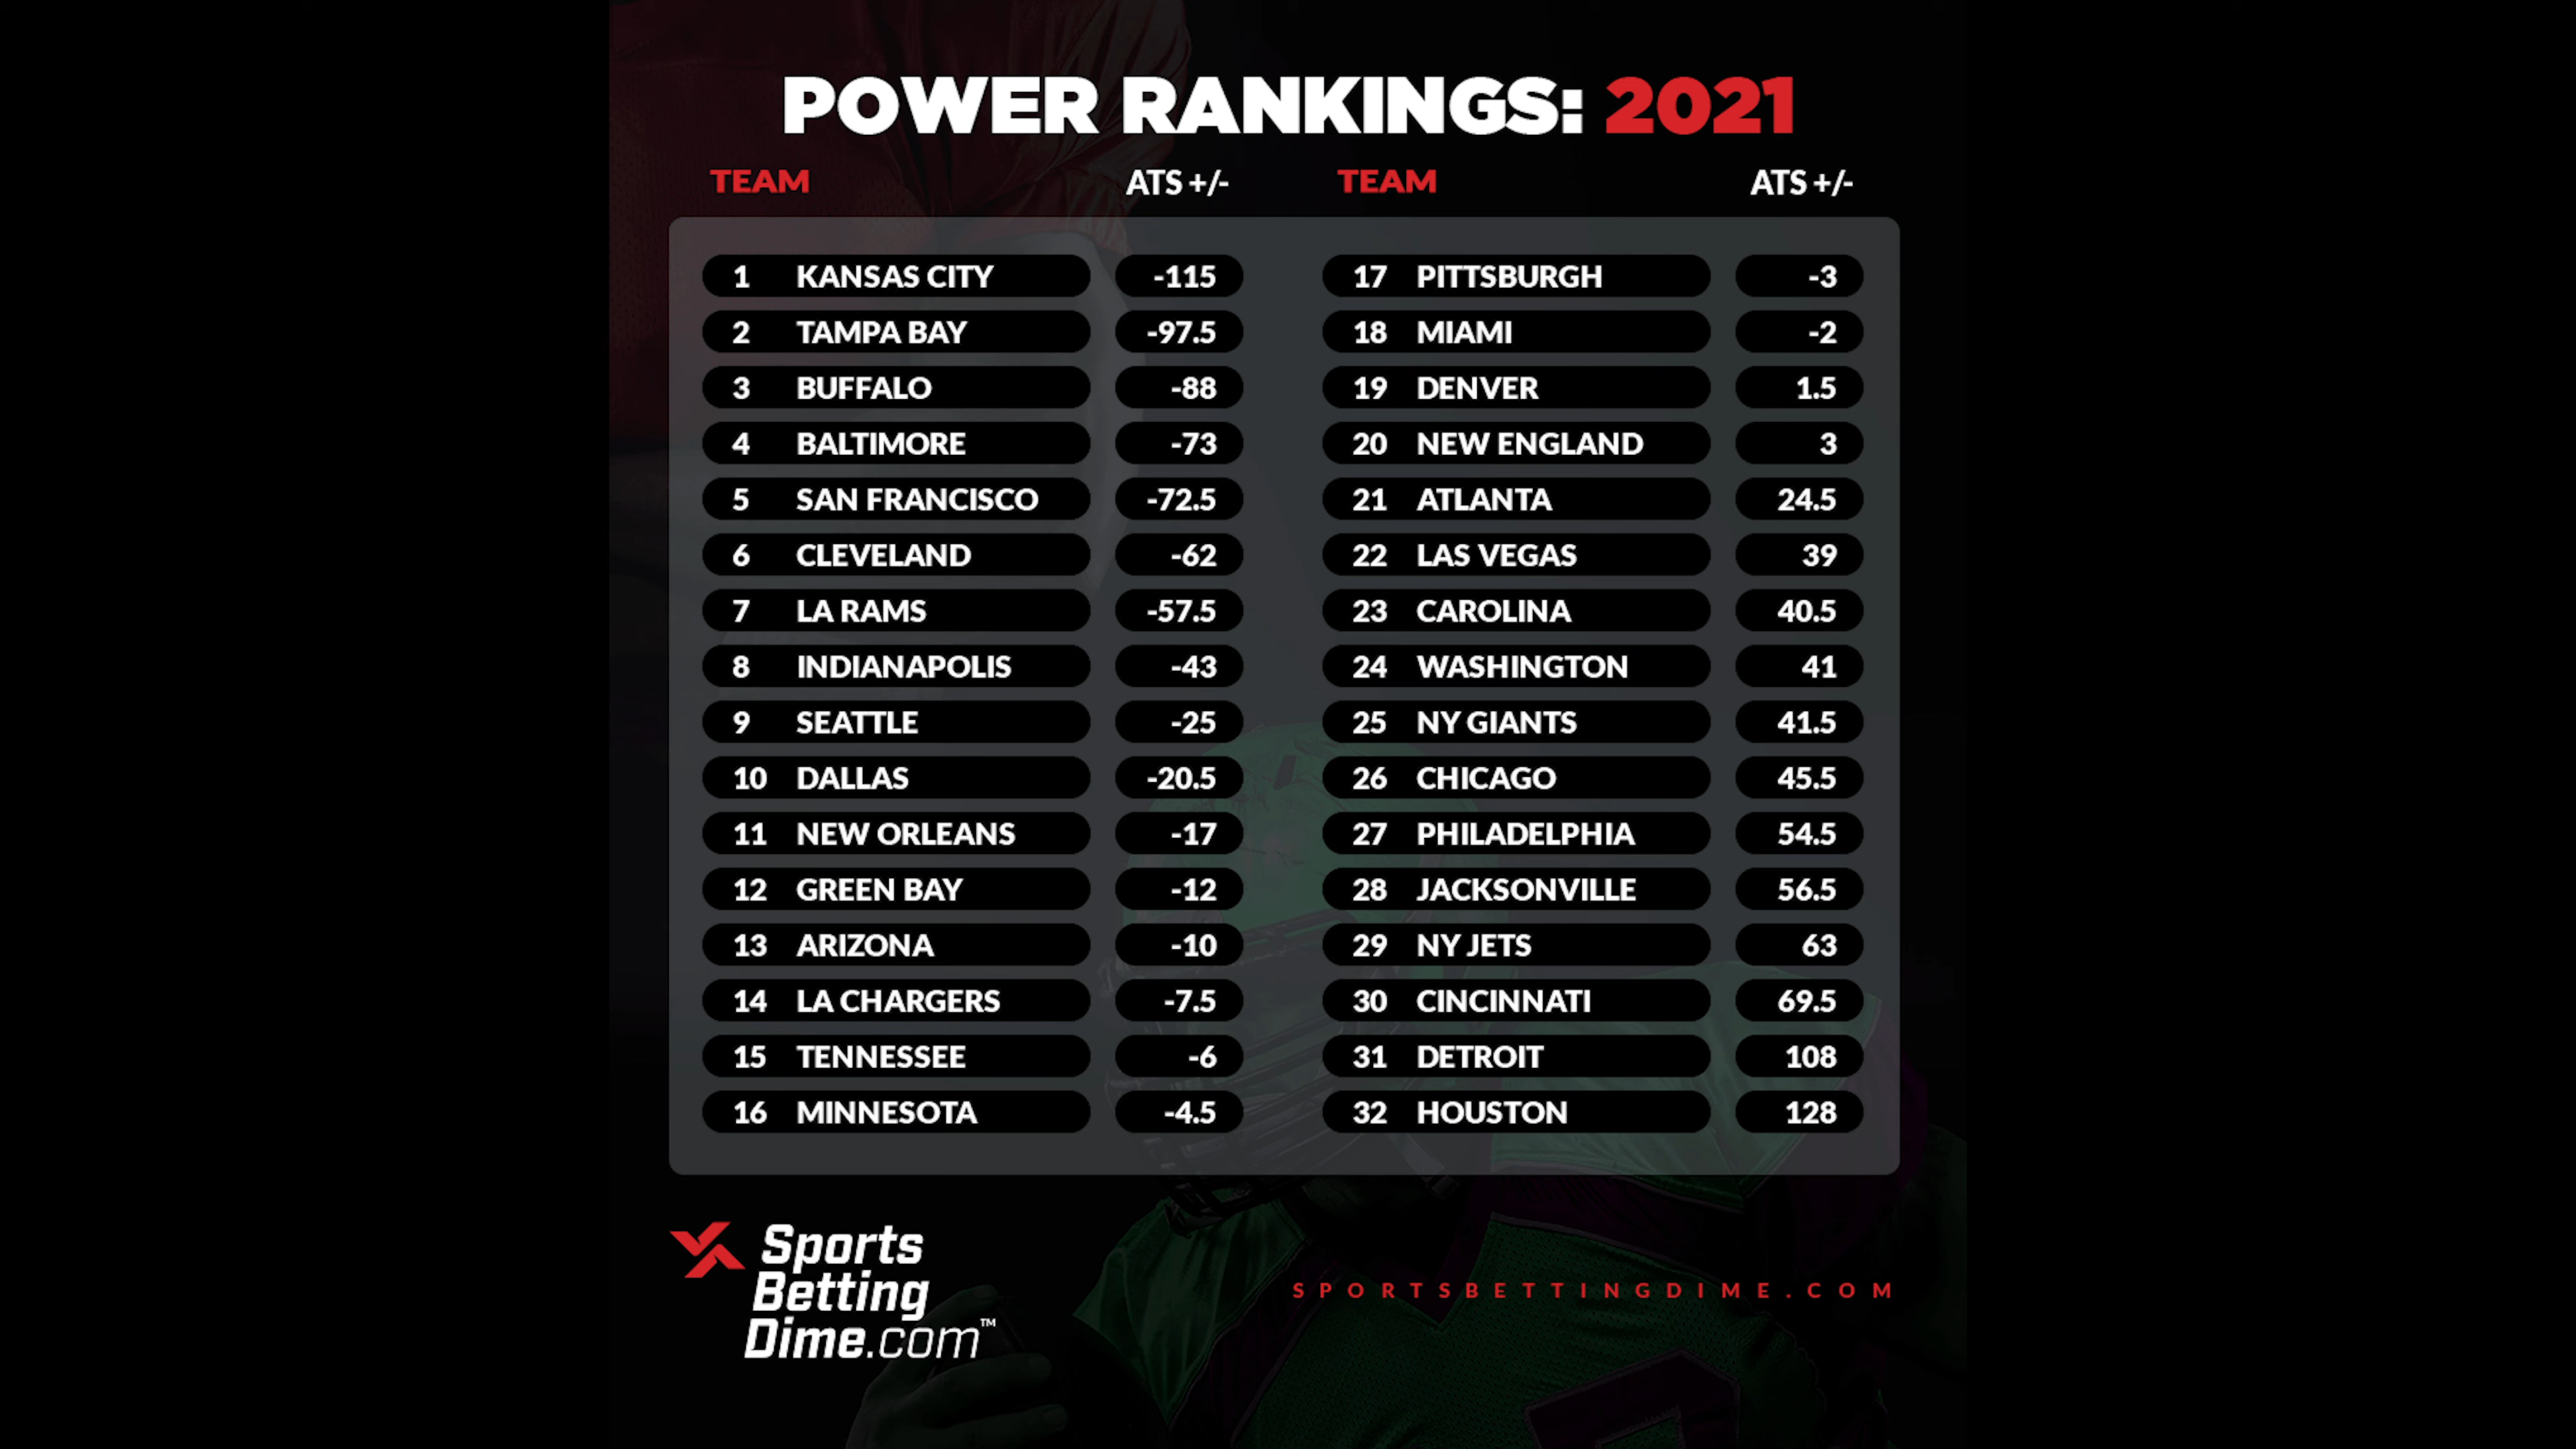 POWER RANKINGS: 2021
TEAM ATS +/- TEAM ATS +/-
1 KANSAS CITY -115 17 PITTSBURGH -3
2 TAMPA BAY -97.5 18 MIAMI -2
3 BUFFALO -88 19 DENVER 1.5
4 BALTIMORE -73 20 NEW ENGLAND 3
5 SAN FRANCISCO -72.5 21 ATLANTA 24.5
6 CLEVELAND -62 22 LAS VEGAS 39
7 LA RAMS -57.5 23 CAROLINA 40.5
8 INDIANAPOLIS -43 24 WASHINGTON 41
9 SEATTLE -25 25 NY GIANTS 41.5
10 DALLAS -20.5 26 CHICAGO 45.5
11 NEW ORLEANS -17 27 PHILADELPHIA 54.5
12 GREEN BAY -12 28 JACKSONVILLE 56.5
13 ARIZONA -10 29 NY JETS 63
14 LA CHARGERS -7.5 30 CINCINNATI 69.5
15 TENNESSEE -6 31 DETROIT 108
16 MINNESOTA -4.5 32 HOUSTON 128
Sports
Betting
Dime.com™
SPORTSBETTINGDIME.COM